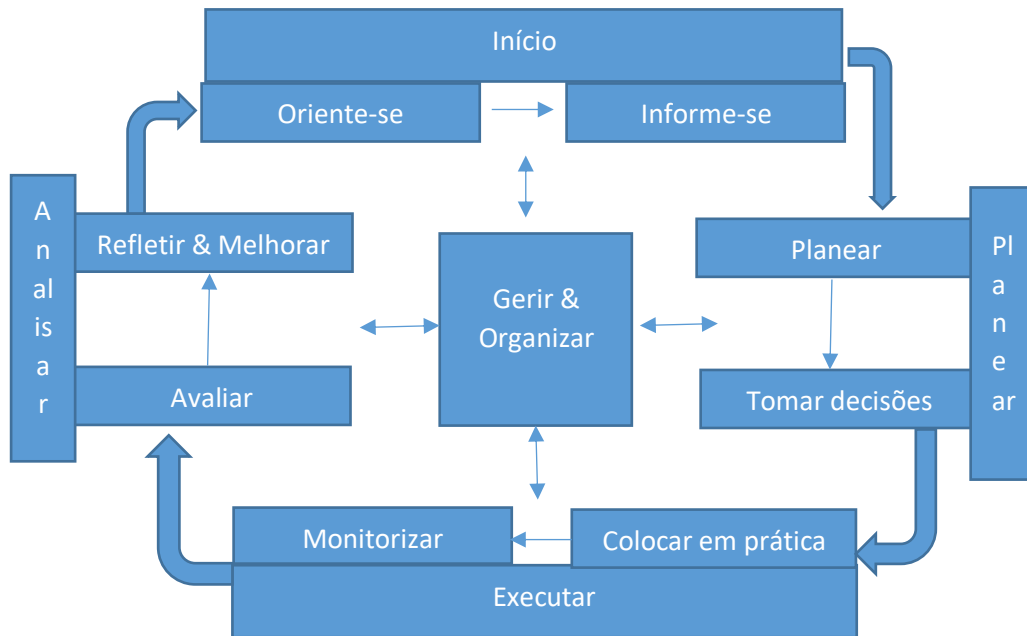 Início
Oriente-se
Informe-se
A
n
al
is
a
r
Refletir & Melhorar
Avaliar
Gerir &
Organizar
Planear
Tomar decisões
Pl
a
n
e
ar
Monitorizar
Colocar em prática
Executar